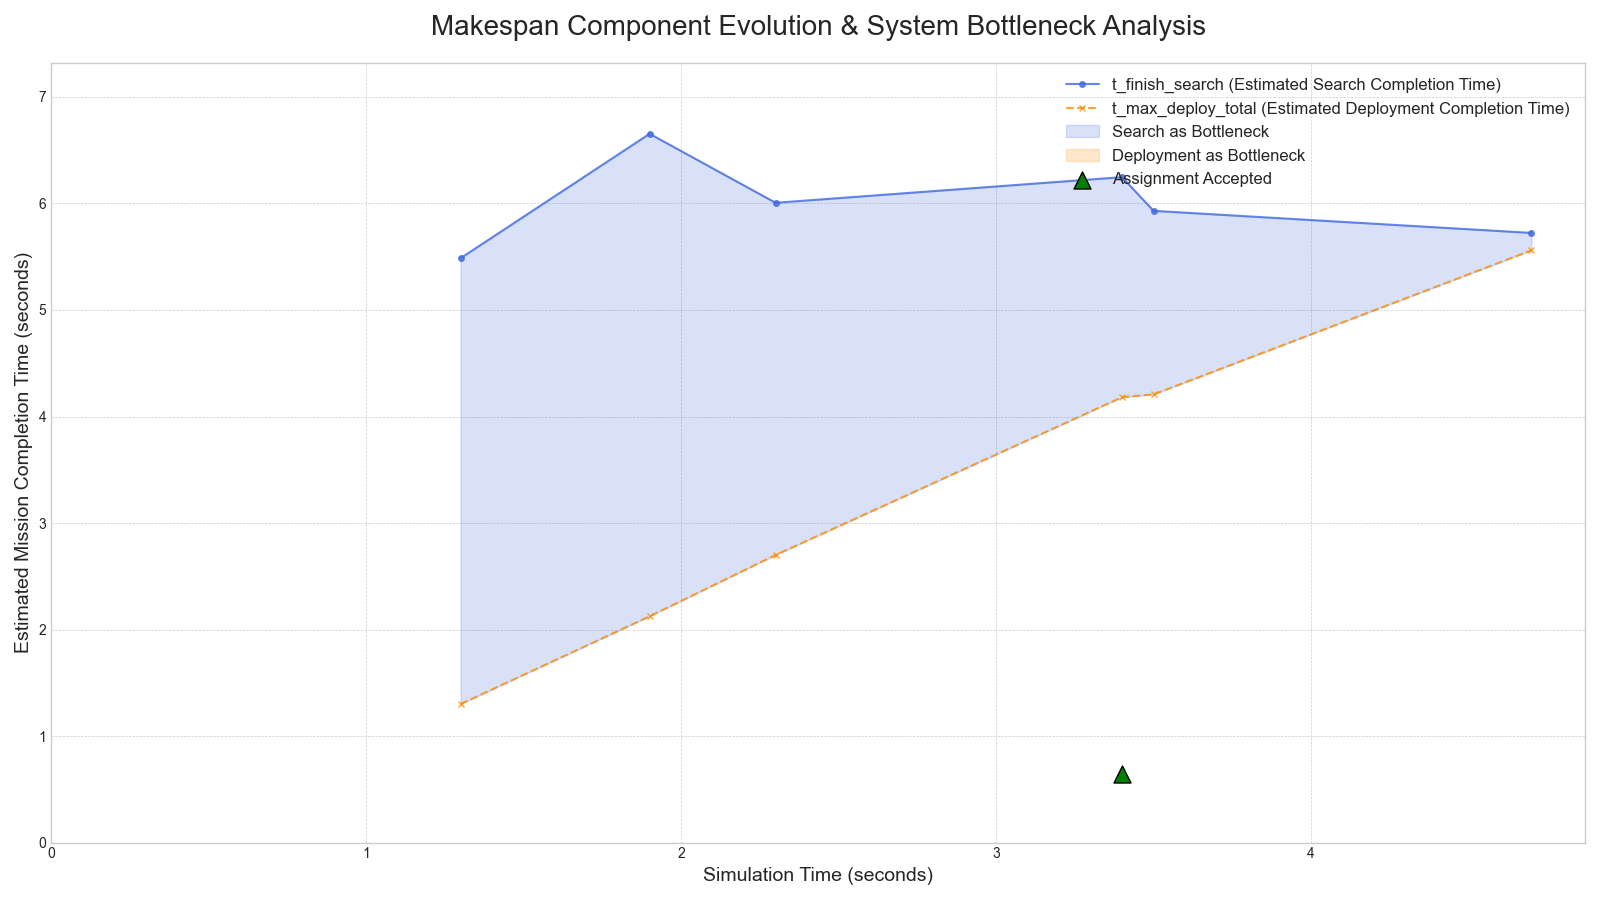 Makespan Component Evolution & System Bottleneck Analysis
t_finish_search (Estimated Search Completion Time)
t_max_deploy_total (Estimated Deployment Completion Time)
Search as Bottleneck
Deployment as Bottleneck
Assignment Accepted
Estimated Mission Completion Time (seconds)
7
6
5
4
3
2
1
0
0 1 2 3 4
Simulation Time (seconds)